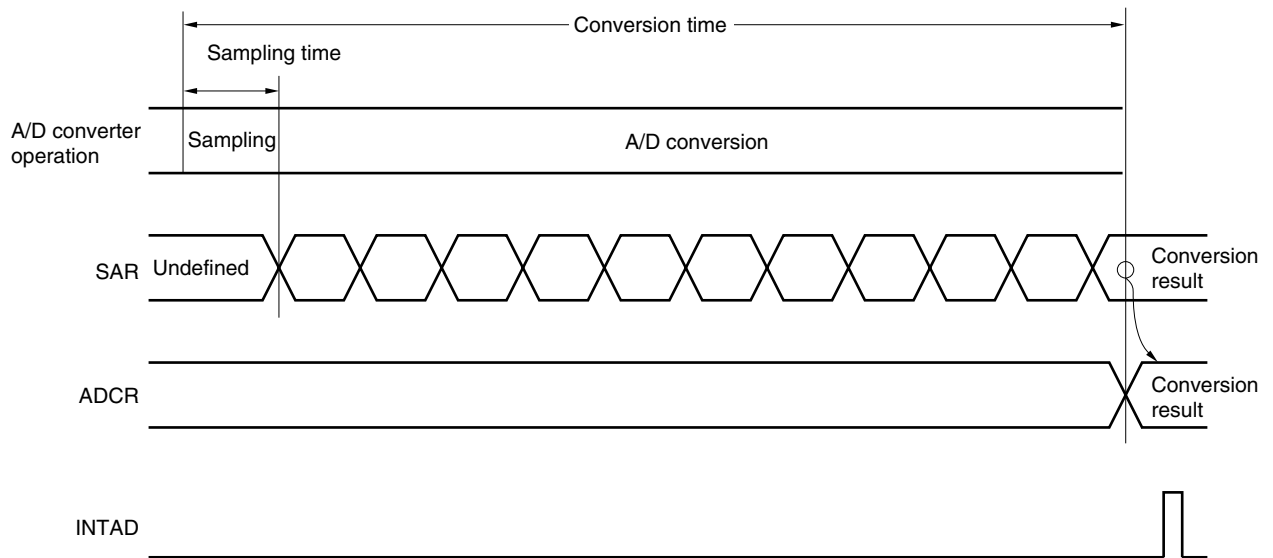 Conversion time
Sampling time
A/D converter
operation
Sampling
A/D conversion
SAR
Undefined
Conversion
result
ADCR
Conversion
result
INTAD